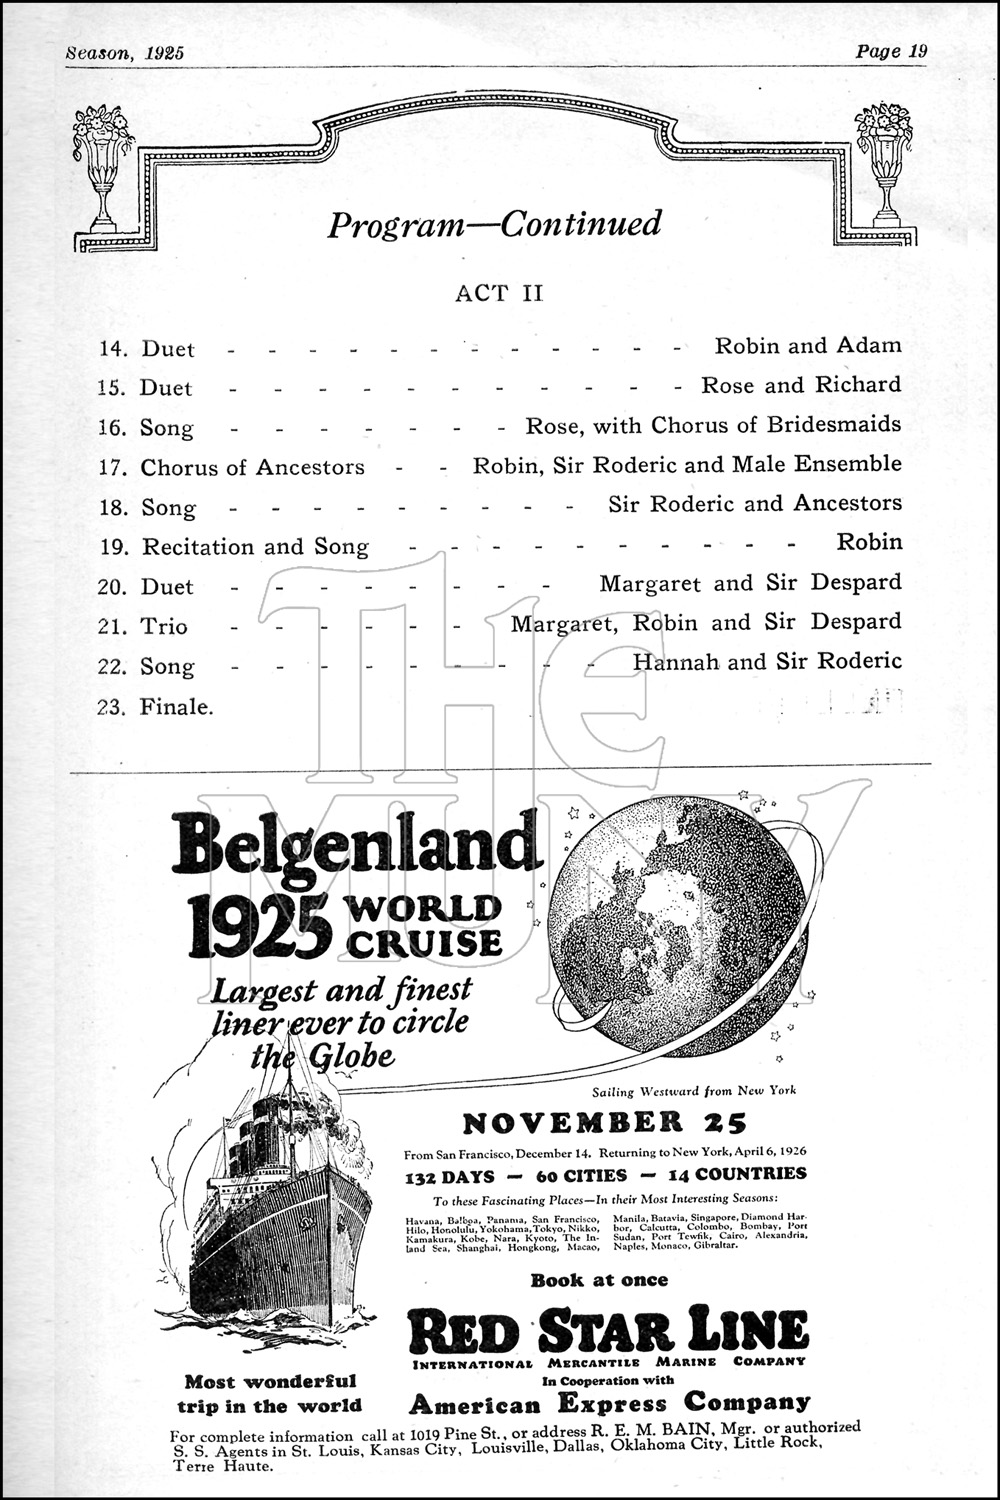 Season, 1925 Page 19
Program—Continued
ACT II
14. Duet - - - - - - - - - - - - Robin and Adam
15. Duet - - - - - - - - - - - - Rose and Richard
16. Song - - - - - - - Rose, with Chorus of Bridesmaids
17. Chorus of Ancestors - - Robin, Sir Roderic and Male Ensemble
18. Song - - - - - - - - - Sir Roderic and Ancestors
19. Recitation and Song - - - - - - - - - - Robin
20. Duet - - - - - - - - Margaret and Sir Despard
21. Trio - - - - - - Margaret, Robin and Sir Despard
22. Song - - - - - - - - - Hannah and Sir Roderic
23. Finale.
THE
MUNY
Belgenland
1925 WORLD
CRUISE
Largest and finest
liner ever to circle
the Globe
Sailing Westward from New York
NOVEMBER 25
From San Francisco, December 14. Returning to New York, April 6, 1926
132 DAYS — 60 CITIES — 14 COUNTRIES
To these Fascinating Places—In their Most Interesting Seasons:
Havana, Balboa, Panama, San Francisco,
Hilo, Honolulu, Yokohama, Tokyo, Nikko,
Kamakura, Kobe, Nara, Kyoto, The In-
land Sea, Shanghai, Hongkong, Macao,
Manila, Batavia, Singapore, Diamond Har-
bor, Calcutta, Colombo, Bombay, Port
Sudan, Port Tewfik, Cairo, Alexandria,
Naples, Monaco, Gibraltar.
Book at once
RED STAR LINE
INTERNATIONAL MERCANTILE MARINE COMPANY
In Cooperation with
American Express Company
Most wonderful
trip in the world
For complete information call at 1019 Pine St., or address R. E. M. BAIN, Mgr. or authorized
S. S. Agents in St. Louis, Kansas City, Louisville, Dallas, Oklahoma City, Little Rock,
Terre Haute.